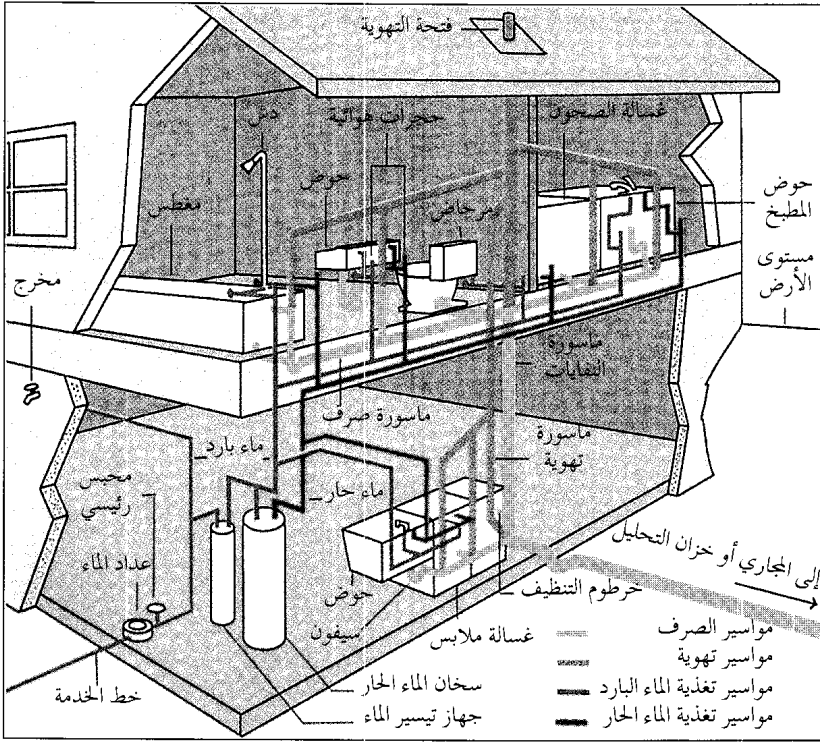 فتحة التهوية
دش
حجرات هوائية
غسالة الصحون
حوض
مغطس
مرحاض
حوض
المطبخ
مستوى
الأرض
مخرج
ماسورة
النفايات
ماسورة صرف
ماسورة
تهوية
ماء بارد
محبس
رئيسي
ماء حار
عداد الماء
إلى المجاري أو خزان التحليل
حوض
خرطوم التنظيف
سيفون
غسالة ملابس
خط الخدمة
سخان الماء الحار
جهاز تيسير الماء
مواسير الصرف
مواسير تهوية
مواسير تغذية الماء البارد
مواسير تغذية الماء الحار